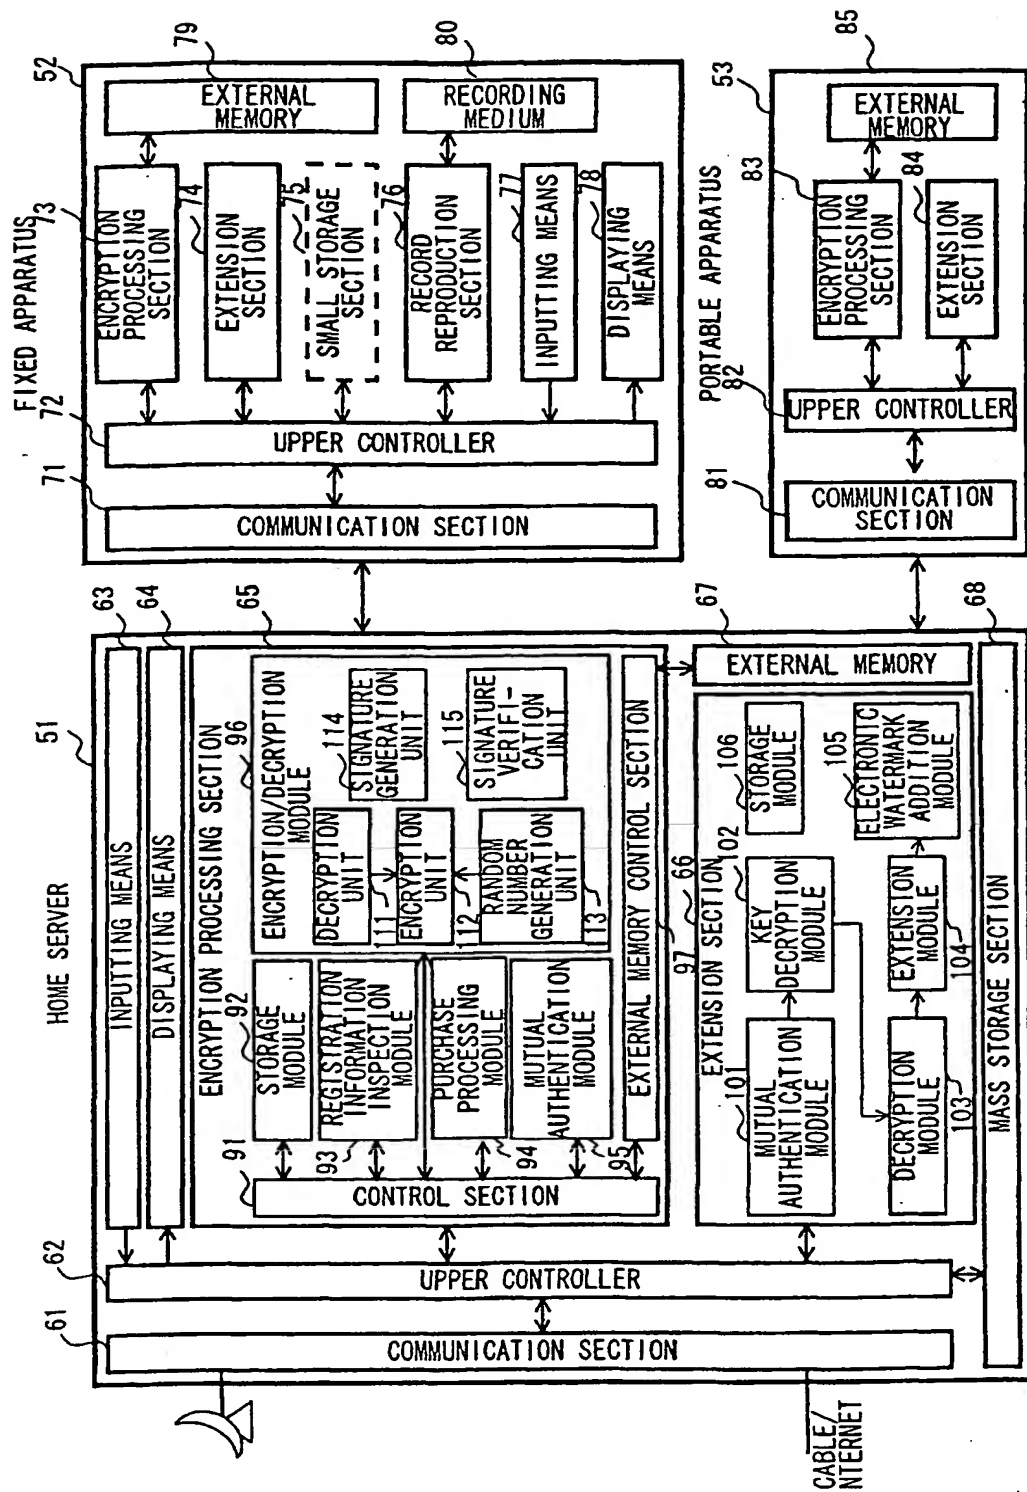 HOME SERVER
51
61
COMMUNICATION SECTION
62
UPPER CONTROLLER
INPUTTING MEANS
63
DISPLAYING MEANS
64
ENCRYPTION PROCESSING SECTION
65
91
CONTROL SECTION
STORAGE
MODULE
92
REGISTRATION
INFORMATION
INSPECTION
MODULE
93
PURCHASE
PROCESSING
MODULE
94
MUTUAL
AUTHENTICATION
MODULE
95
ENCRYPTION/DECRYPTION
MODULE
96
DECRYPTION
UNIT
111
ENCRYPTION
UNIT
112
RANDOM
NUMBER
GENERATION
UNIT
113
SIGNATURE
GENERATION
UNIT
114
SIGNATURE
VERIFI-
CATION
UNIT
115
EXTERNAL MEMORY CONTROL SECTION
97
EXTERNAL MEMORY
67
EXTENSION SECTION
66
101
MUTUAL
AUTHENTICATION
MODULE
102
KEY
DECRYPTION
MODULE
DECRYPTION
MODULE
103
EXTENSION
MODULE
104
ELECTRONIC
WATERMARK
ADDITION
MODULE
105
STORAGE
MODULE
106
MASS STORAGE SECTION
68
CABLE/
INTERNET
FIXED APPARATUS
52
71
COMMUNICATION SECTION
72
UPPER CONTROLLER
ENCRYPTION
PROCESSING
SECTION
73
EXTENSION
SECTION
74
SMALL STORAGE
SECTION
75
RECORD
REPRODUCTION
SECTION
76
INPUTTING MEANS
77
DISPLAYING
MEANS
78
EXTERNAL
MEMORY
79
RECORDING
MEDIUM
80
PORTABLE APPARATUS
53
81
COMMUNICATION
SECTION
82
UPPER CONTROLLER
ENCRYPTION
PROCESSING
SECTION
83
EXTENSION
SECTION
84
EXTERNAL
MEMORY
85